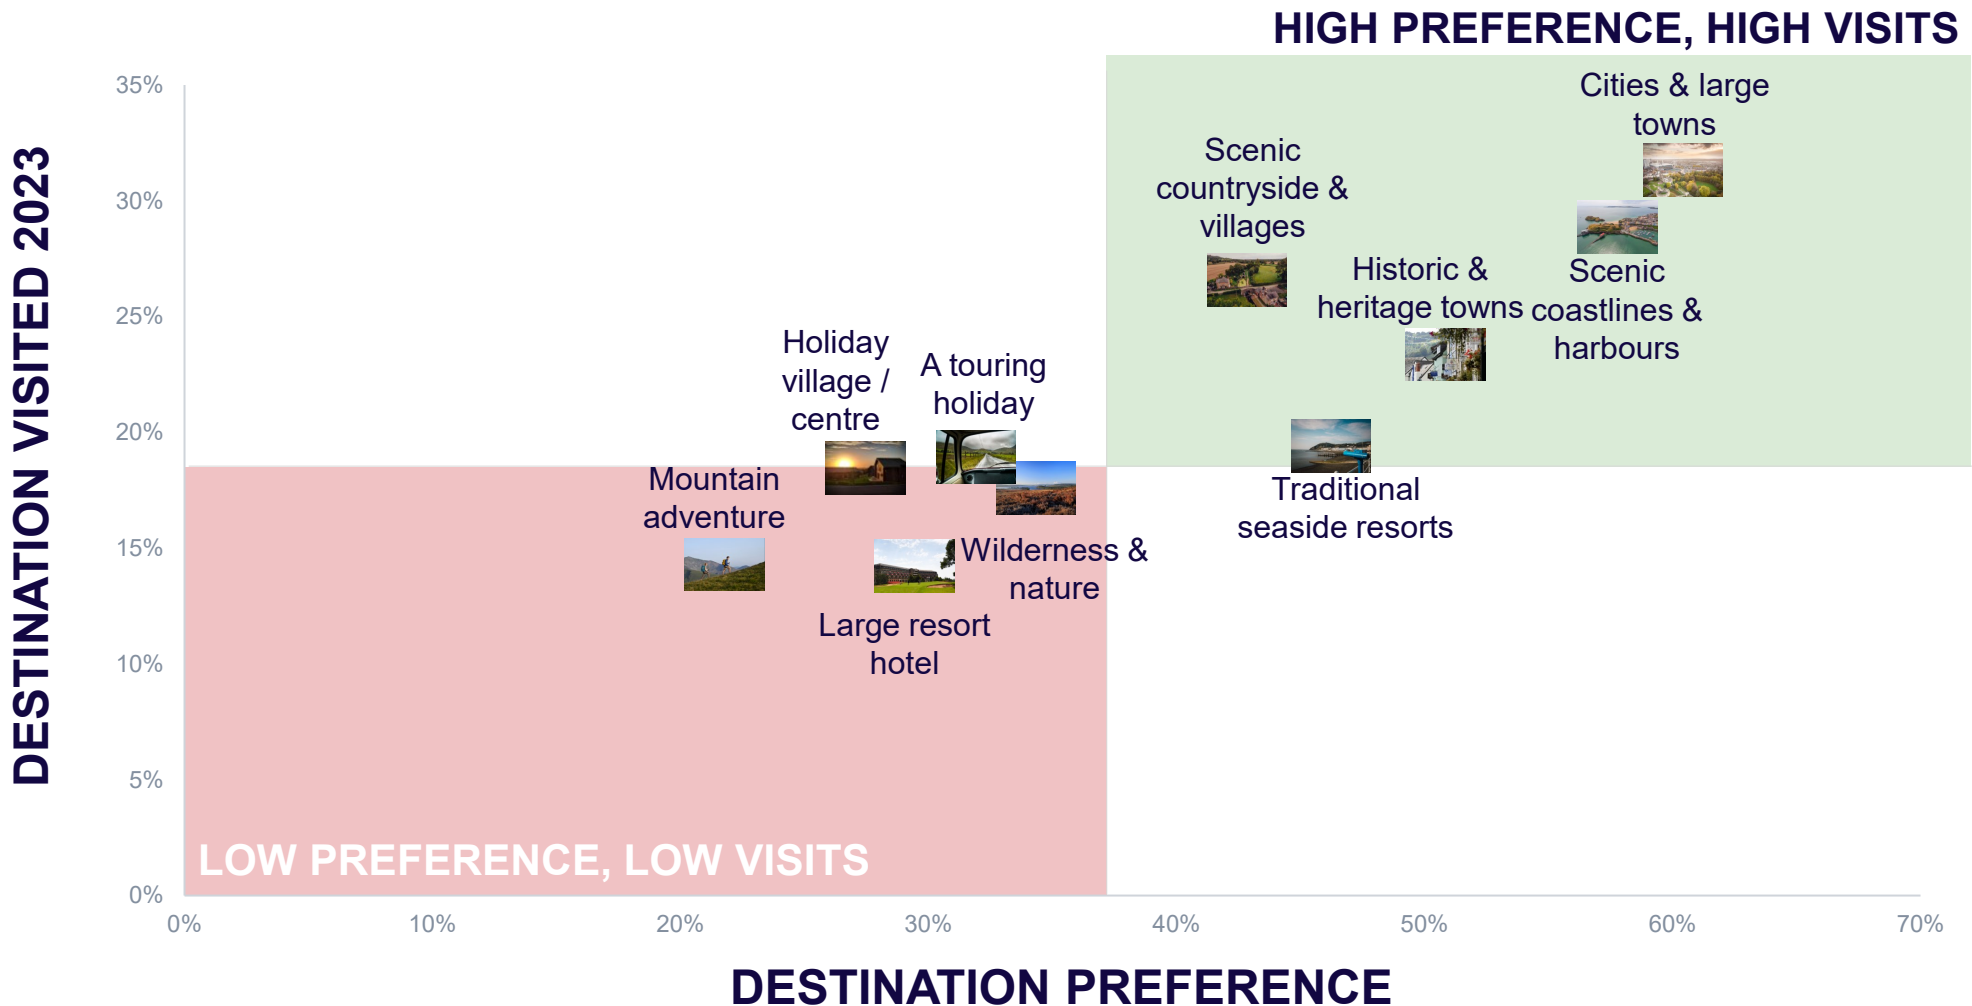 HIGH PREFERENCE, HIGH VISITS
DESTINATION VISITED 2023
35%
30%
25%
20%
15%
10%
5%
0%
Cities & large
towns
Scenic
countryside &
villages
Historic &
heritage towns
Scenic
coastlines &
harbours
Holiday
village /
centre
A touring
holiday
Mountain
adventure
Traditional
seaside resorts
Wilderness &
nature
Large resort
hotel
LOW PREFERENCE, LOW VISITS
0%
10%
20%
30%
40%
50%
60%
70%
DESTINATION PREFERENCE